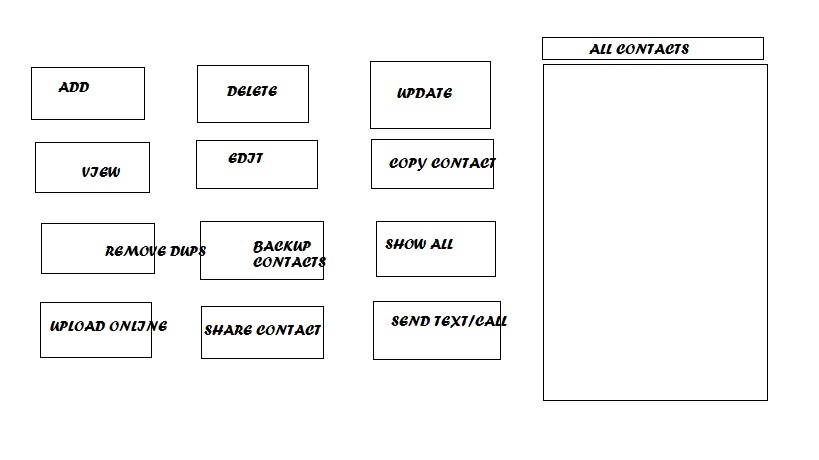 ALL CONTACTS
ADD
DELETE
UPDATE
VIEW
EDIT
COPY CONTACT
REMOVE DUPS
BACKUP
CONTACTS
SHOW ALL
UPLOAD ONLINE
SHARE CONTACT
SEND TEXT/CALL